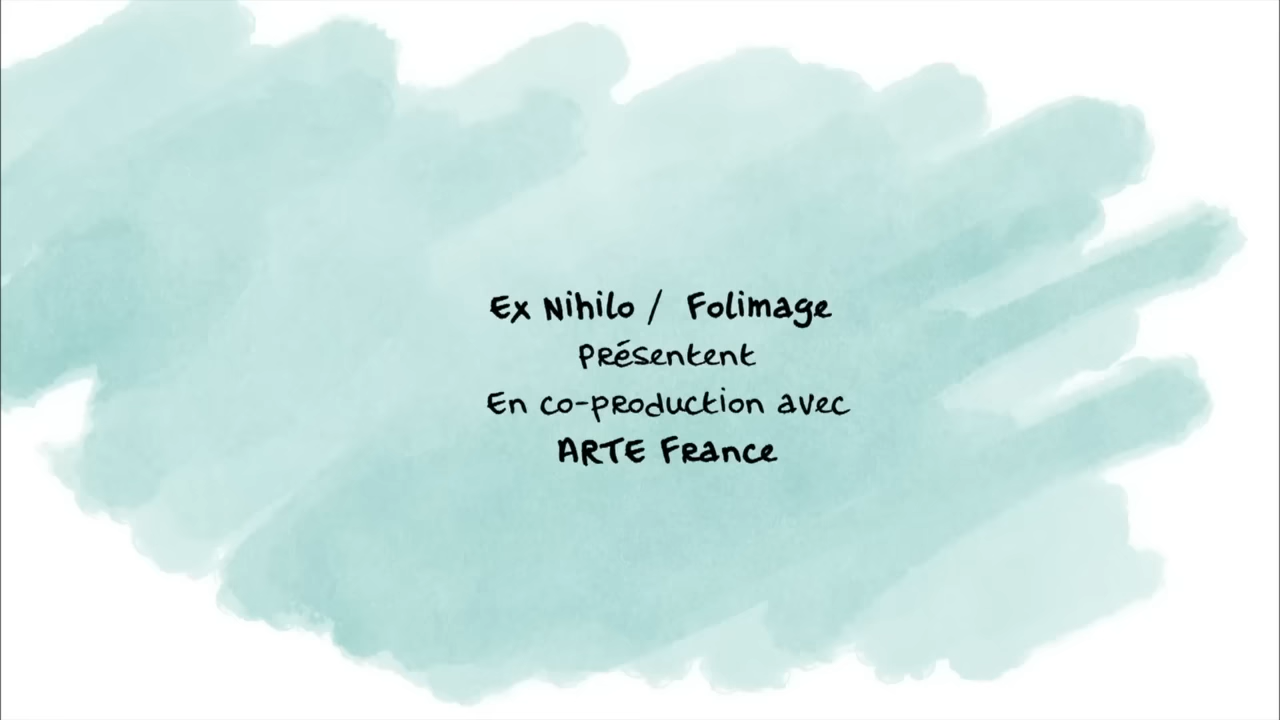 Ex Nihilo / Folimage
Présentent
En co-production avec
ARTE France